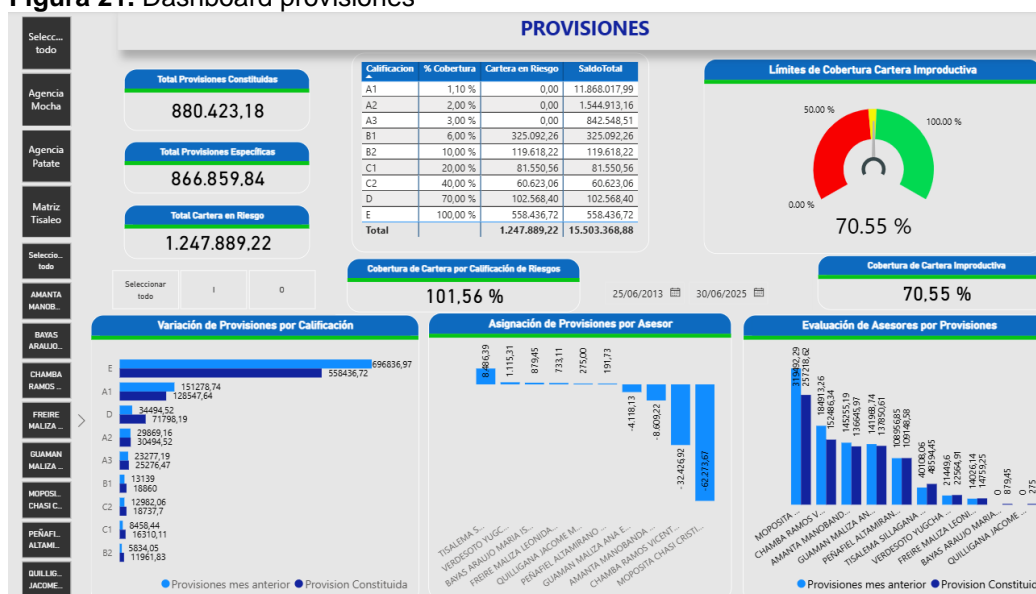 Figura 21. Dashboard provisiones
PROVISIONES
Selecc...
todo
Agencia
Mocha
Agencia
Patate
Matriz
Tisaleo
Seleccio...
todo
AMANTA
MANOB...
BAYAS
ARAUJO...
CHAMBA
RAMOS ...
FREIRE
MALIZA ...
GUAMAN
MALIZA ...
MOPOSI...
CHASI C...
PEÑAFI...
ALTAMI...
QUILLIG...
JACOME...
Total Provisiones Constituidas
880.423,18
Total Provisiones Específicas
866.859,84
Total Cartera en Riesgo
1.247.889,22
Calificacion % Cobertura Cartera en Riesgo SaldoTotal
A1 1,10 % 0,00 11.868.017,99
A2 2,00 % 0,00 1.544.913,16
A3 3,00 % 0,00 842.548,51
B1 6,00 % 325.092,26 325.092,26
B2 10,00 % 119.618,22 119.618,22
C1 20,00 % 81.550,56 81.550,56
C2 40,00 % 60.623,06 60.623,06
D 70,00 % 102.568,40 102.568,40
E 100,00 % 558.436,72 558.436,72
Total 1.247.889,22 15.503.368,88
Límites de Cobertura Cartera Improductiva
50.00 %
100.00 %
0.00 %
70.55 %
Seleccionar
todo
I
0
Cobertura de Cartera por Calificación de Riesgos
101,56 %
25/06/2013 30/06/2025
Cobertura de Cartera Improductiva
70,55 %
Variación de Provisiones por Calificación
E 696836,97
558436,72
A1 151278,74
128547,64
D 34494,52
71798,19
A2 29869,16
30494,52
A3 23277,19
25276,47
B1 13139
18860
C2 12982,06
18737,7
C1 8458,44
16310,11
B2 5834,05
11961,83
Provisiones mes anterior Provision Constituida
Asignación de Provisiones por Asesor
8.486,39
1.115,31
879,45
733,11
275,00
191,73
-4.118,13
-8.609,22
-32.426,92
-62.273,67
TISALEMA S...
VERDESOTO YUGC...
BAYAS ARAUJO MARIA IS...
FREIRE MALIZA LEONIDA...
QUILLIGANA JACOME M...
PEÑAFIEL ALTAMIRANO ...
GUAMAN MALIZA ANA E...
AMANTA MANOBANDA ...
CHAMBA RAMOS VICENT...
MOPOSITA CHASI CRISTI...
Evaluación de Asesores por Provisiones
319492,29
257218,62
184913,26
152486,34
145255,19
136645,97
141968,74
137850,61
108956,85
109148,58
40108,06
48594,45
21449,6
22564,91
14026,14
14759,25
0
879,45
0
275
MOPOSITA ...
CHAMBA RAMOS V...
AMANTA MANOBAND...
GUAMAN MALIZA AN...
PEÑAFIEL ALTAMIRAN...
TISALEMA SILLAGANA ...
VERDESOTO YUGCHA ...
FREIRE MALIZA LEONI...
BAYAS ARAUJO MARIA...
QUILLIGANA JACOME ...
Provisiones mes anterior Provision Constituid